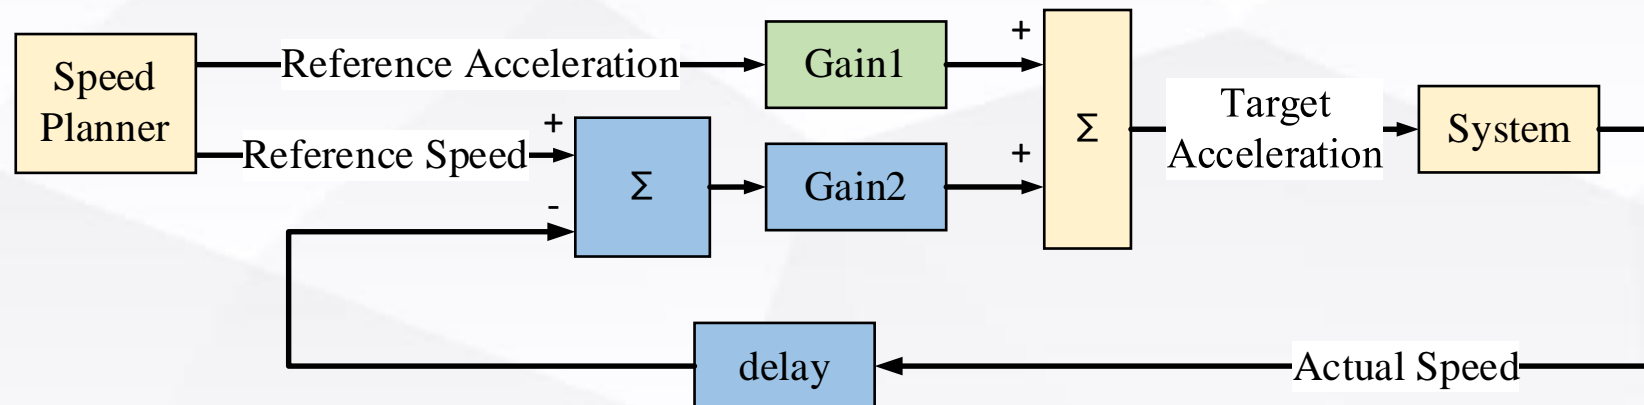 Speed
Planner
Reference Acceleration
Gain1
+
Σ
Target
Acceleration
System
Reference Speed
+
-
Σ
Gain2
+
delay
Actual Speed